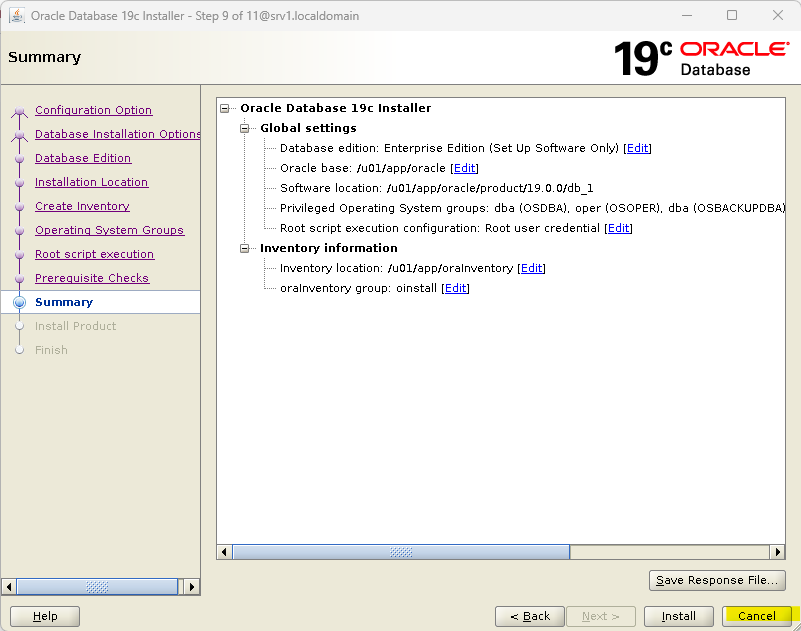 Oracle Database 19c Installer - Step 9 of 11@srv1.localdomain
Summary
19c ORACLE
Database
Configuration Option
Database Installation Options
Database Edition
Installation Location
Create Inventory
Operating System Groups
Root script execution
Prerequisite Checks
Summary
Install Product
Finish
Oracle Database 19c Installer
Global settings
Database edition: Enterprise Edition (Set Up Software Only) [Edit]
Oracle base: /u01/app/oracle [Edit]
Software location: /u01/app/oracle/product/19.0.0/db_1
Privileged Operating System groups: dba (OSDBA), oper (OSOPER), dba (OSBACKUPDBA)
Root script execution configuration: Root user credential [Edit]
Inventory information
Inventory location: /u01/app/oraInventory [Edit]
oraInventory group: oinstall [Edit]
Save Response File...
Help
< Back
Next >
Install
Cancel